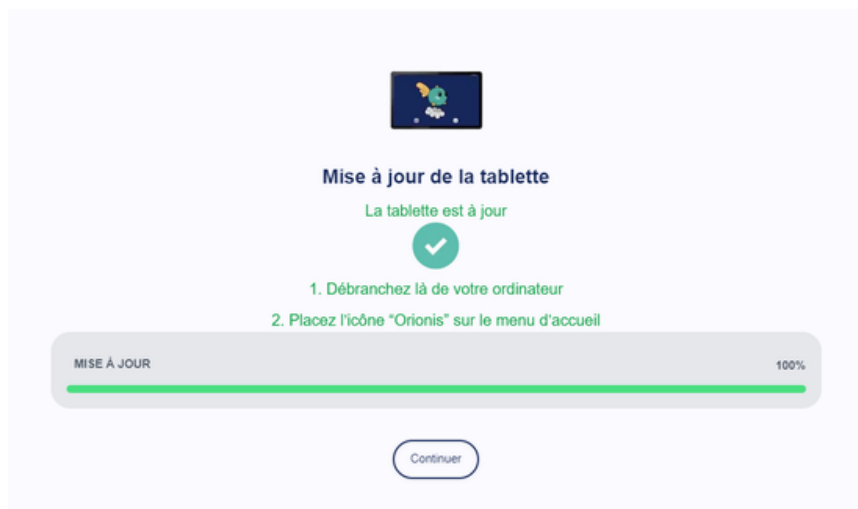 Mise à jour de la tablette
La tablette est à jour
1. Débranchez là de votre ordinateur
2. Placez l'icône “Orionis” sur le menu d'accueil
MISE À JOUR 100%
Continuer